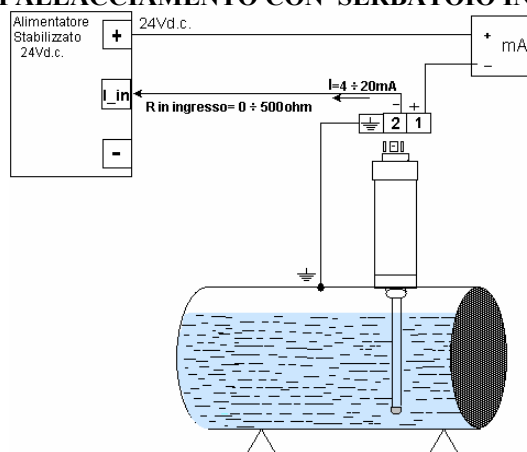 ALLACCIAMENTO CON SERBATOIO IN
Alimentatore
Stabilizzato
24Vd.c.
+
24Vd.c.
+
mA
-
I_in
I=4 ÷ 20mA
R in ingresso= 0 ÷ 500ohm
- +
2 1
-